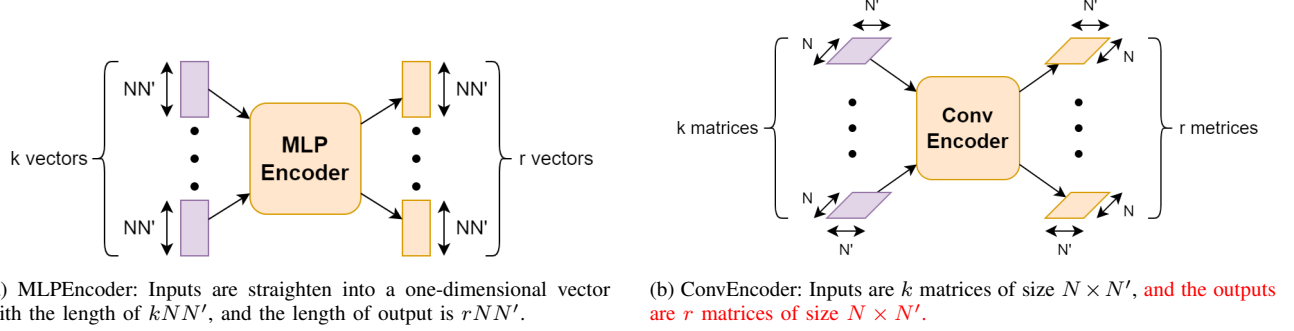 NN'
NN'
k vectors
MLP
Encoder
r vectors
NN'
NN'
) MLPEncoder: Inputs are straighten into a one-dimensional vector
ith the length of kNN′, and the length of output is rNN′.
N'
N'
N
N
k matrices
Conv
Encoder
r metrices
N
N
N'
N'
(b) ConvEncoder: Inputs are k matrices of size N × N′, and the outputs
are r matrices of size N × N′.